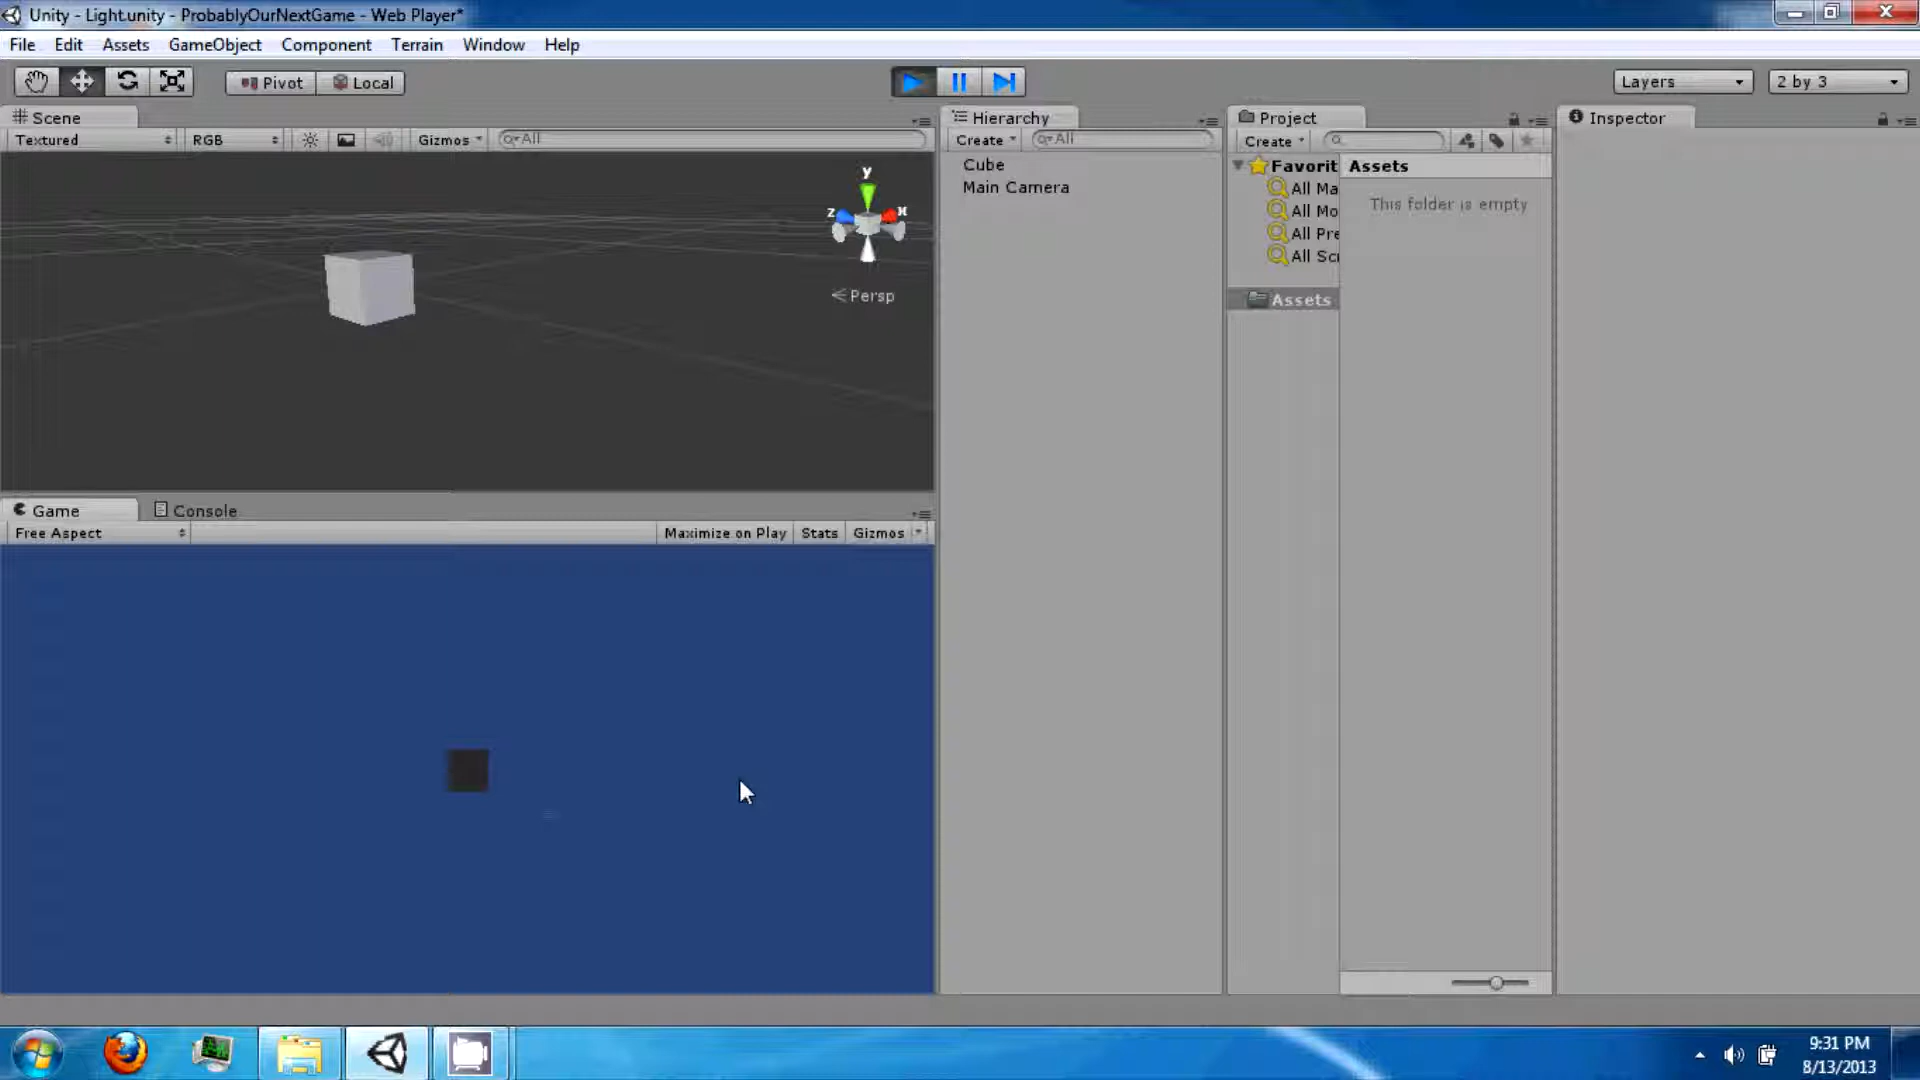 Unity - Light.unity - ProbablyOurNextGame - Web Player*
File Edit Assets GameObject Component Terrain Window Help
Pivot Local Layers 2 by 3
Scene Hierarchy Project Inspector
Textured RGB Gizmos All Create All Create
Cube
Main Camera
Favorit
All Ma
All Mo
All Pre
All Scr
Assets
Assets
This folder is empty
y
z
x
Persp
Game Console
Free Aspect Maximize on Play Stats Gizmos
9:31 PM
8/13/2013